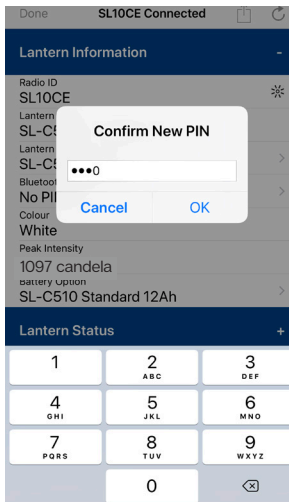 Done SL10CE Connected
Lantern Information -
Radio ID
SL10CE
Lantern
SL-C5
Lantern
SL-C5
Confirm New PIN
•••0
Cancel OK
Bluetoot
No PI
Colour
White
Peak Intensity
1097 candela
Battery Option
SL-C510 Standard 12Ah
Lantern Status +
1 2 3
ABC DEF
4 5 6
GHI JKL MNO
7 8 9
PQRS TUV WXYZ
0